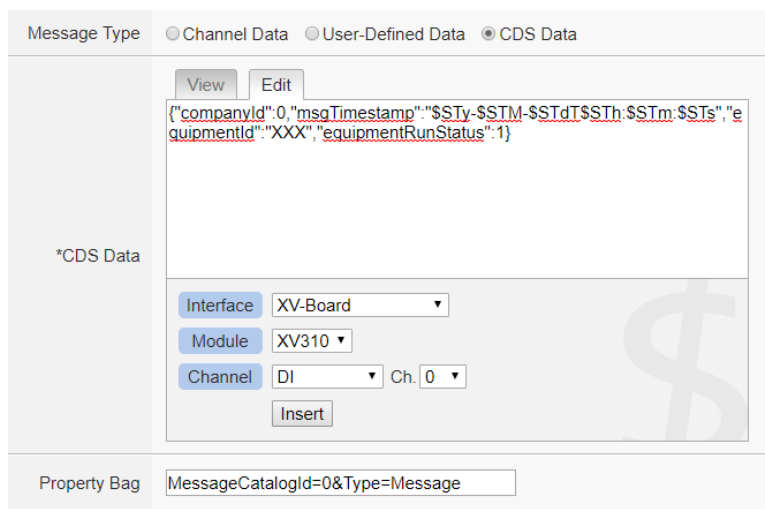 Message Type Channel Data User-Defined Data CDS Data
View Edit
{"companyId":0,"msgTimestamp":"$STy-$STM-$STdT$STh:$STm:$STs","e
quipmentId":"XXX","equipmentRunStatus":1}
*CDS Data
Interface XV-Board
Module XV310
Channel DI Ch. 0
Insert
$
Property Bag MessageCatalogId=0&Type=Message